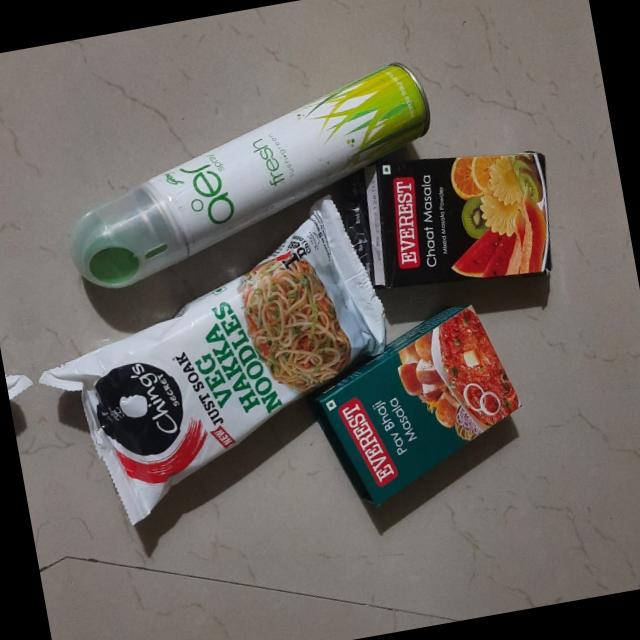 aer
spray
fresh
EVEREST
Chaat Masala
Mixed Masala Powder
Ching's
SECRET
NEW JUST SOAK
VEG
HAKKA
NOODLES
EVEREST
Pav Bhaji
Masala